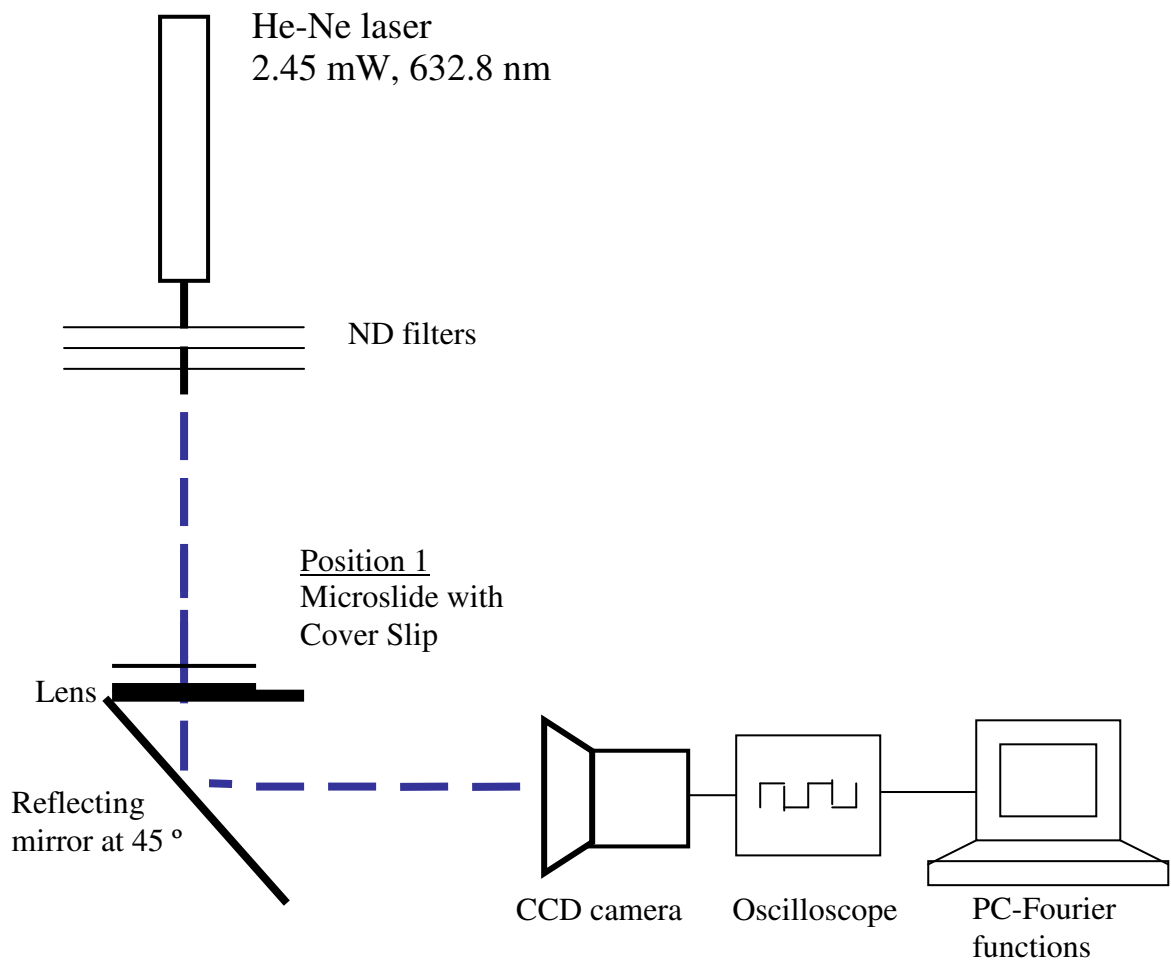 He-Ne laser
2.45 mW, 632.8 nm
ND filters
Position 1
Microslide with
Cover Slip
Lens
Reflecting
mirror at 45 º
CCD camera
Oscilloscope
PC-Fourier
functions